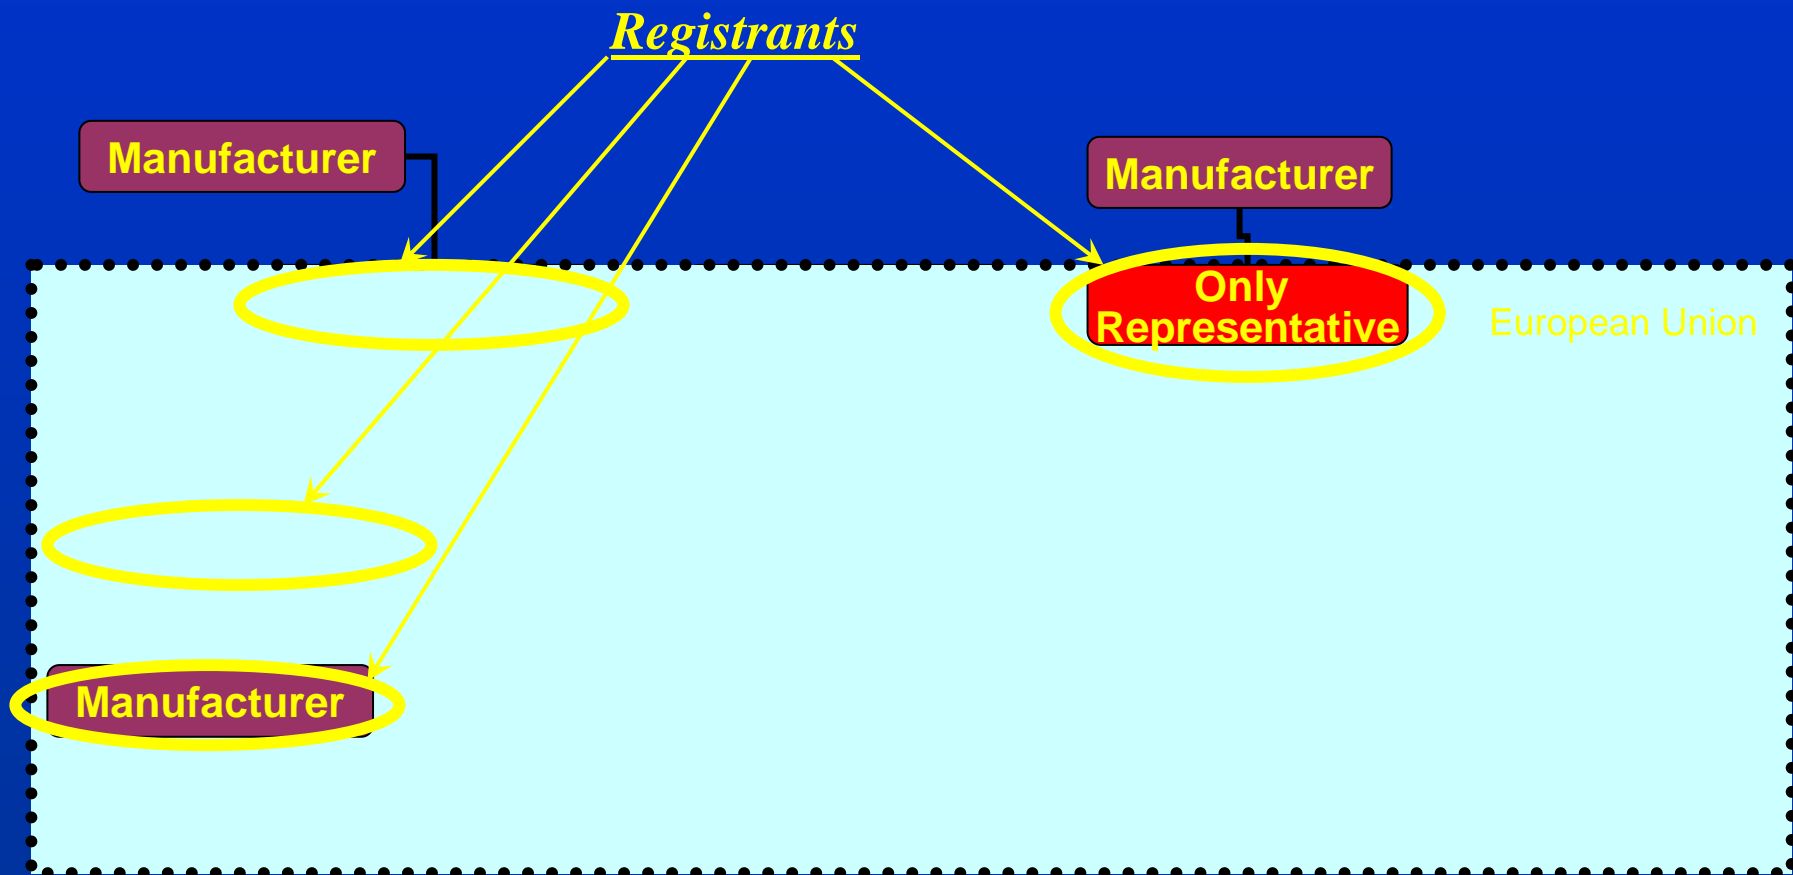 Registrants
Manufacturer
Manufacturer
Only
Representative
European Union
Manufacturer